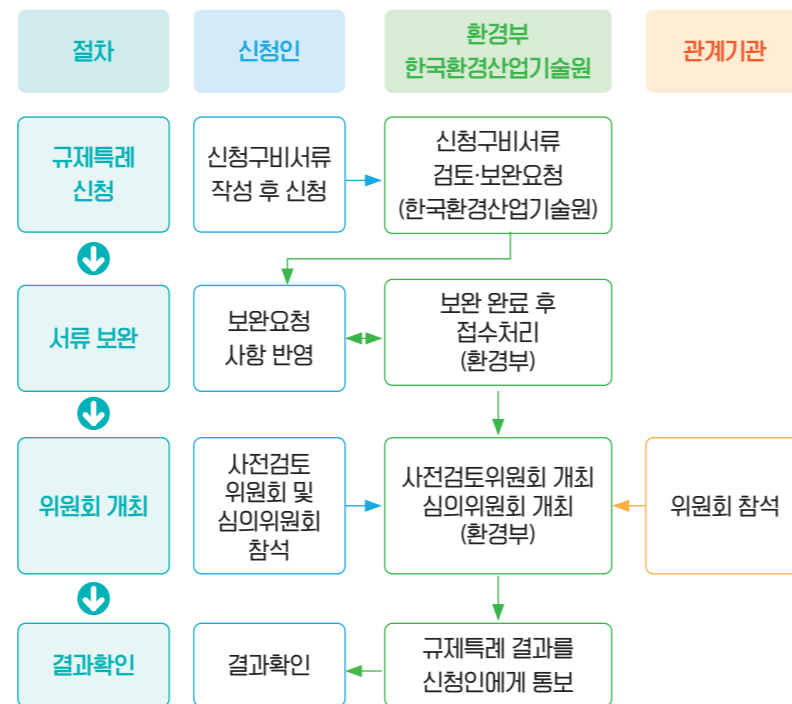 절차
신청인
환경부
한국환경산업기술원
관계기관
규제특례
신청
신청구비서류
작성 후 신청
신청구비서류
검토·보완요청
(한국환경산업기술원)
서류 보완
보완요청
사항 반영
보완 완료 후
접수처리
(환경부)
위원회 개최
사전검토
위원회 및
심의위원회
참석
사전검토위원회 개최
심의위원회 개최
(환경부)
위원회 참석
결과확인
결과확인
규제특례 결과를
신청인에게 통보